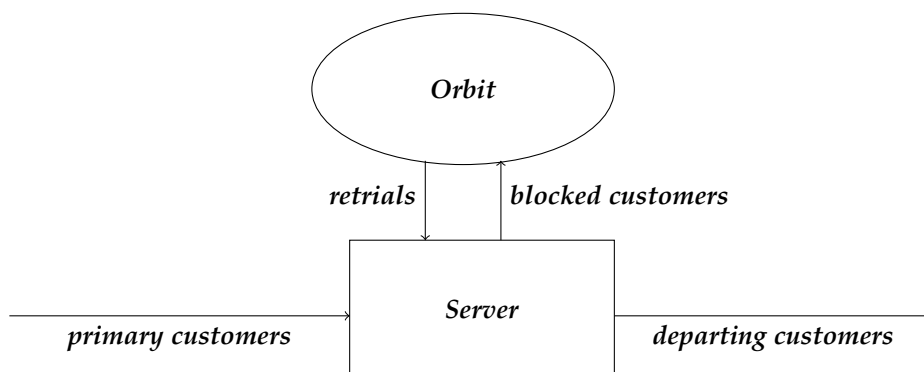 Orbit
retrials
blocked customers
Server
primary customers
departing customers